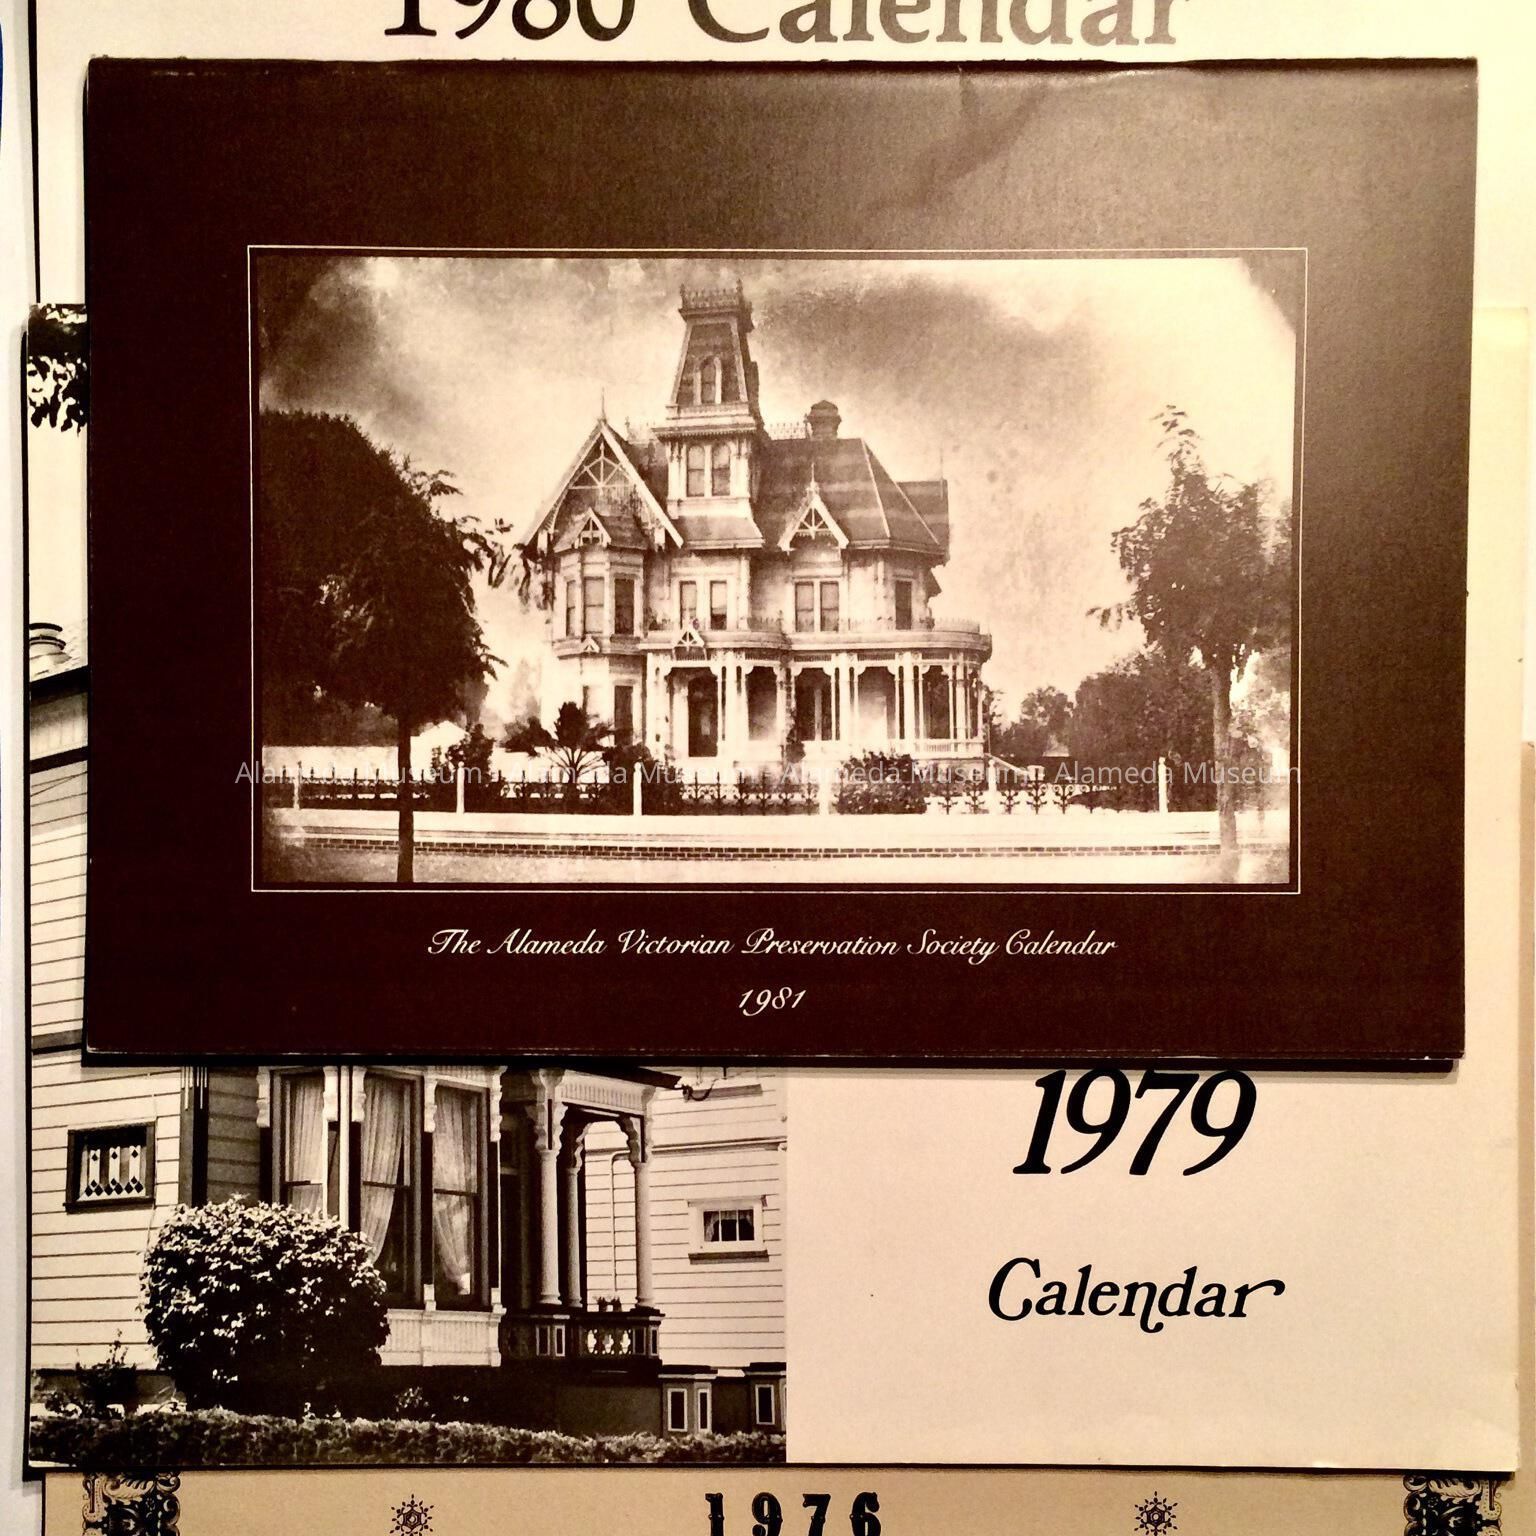 1980 Calendar
Alameda Museum - Alameda Museum - Alameda Museum - Alameda Museum
The Alameda Victorian Preservation Society Calendar
1981
1979
Calendar
1976